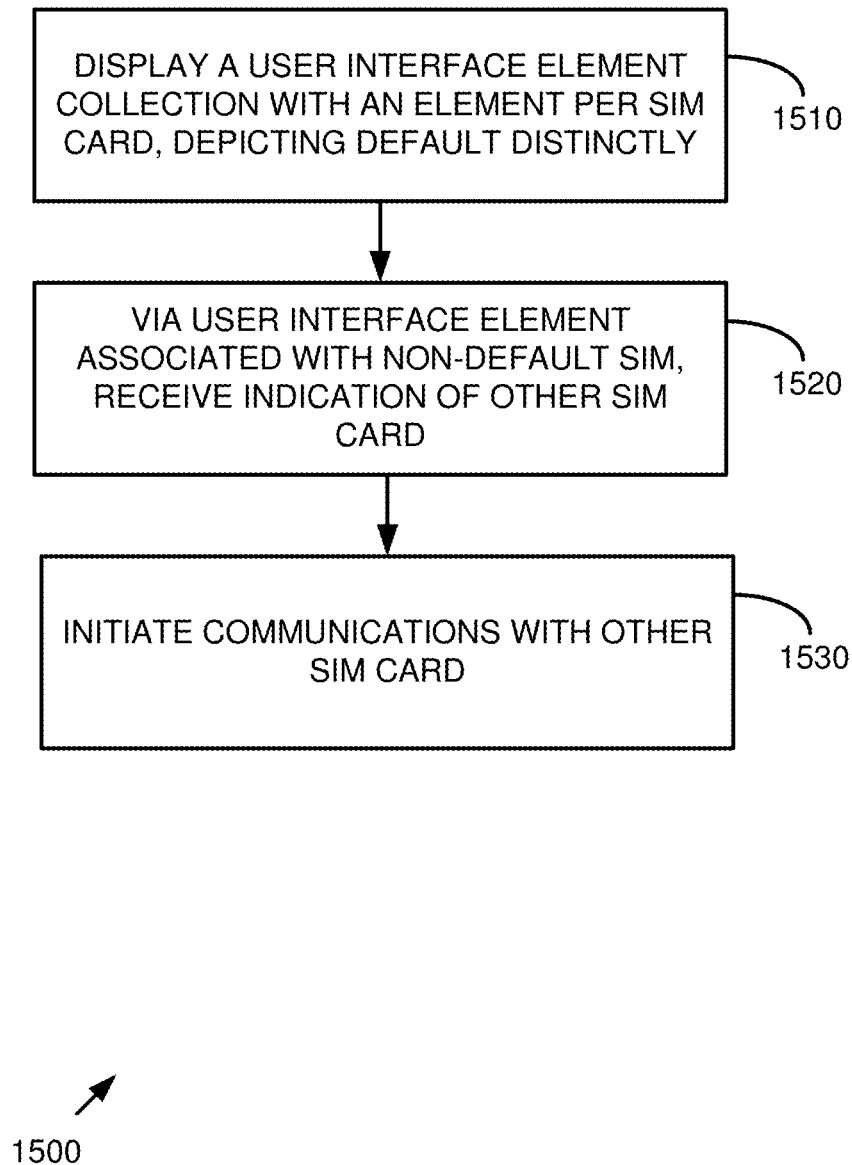 DISPLAY A USER INTERFACE ELEMENT
COLLECTION WITH AN ELEMENT PER SIM
CARD, DEPICTING DEFAULT DISTINCTLY
1510
VIA USER INTERFACE ELEMENT
ASSOCIATED WITH NON-DEFAULT SIM,
RECEIVE INDICATION OF OTHER SIM
CARD
1520
INITIATE COMMUNICATIONS WITH OTHER
SIM CARD
1530
1500